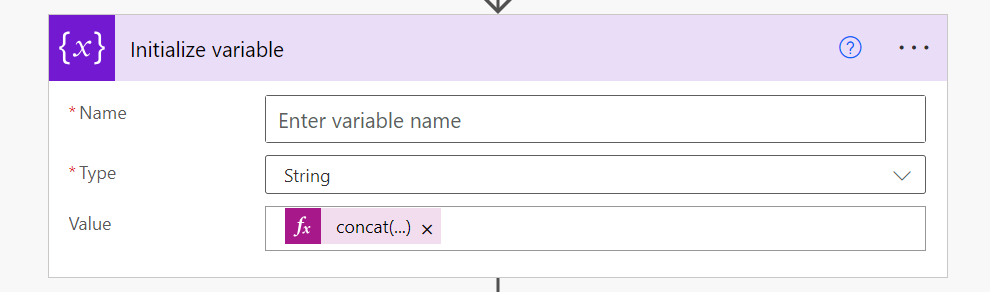 {x} Initialize variable ? ...
* Name Enter variable name
* Type String
Value fx concat(...) ×